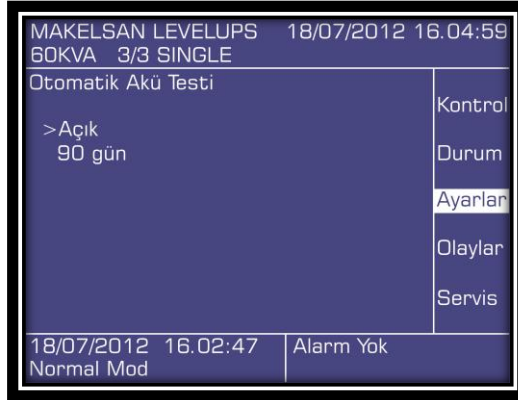 MAKELSAN LEVELUPS 18/07/2012 16.04:59
60KVA 3/3 SINGLE
Otomatik Akü Testi
>Açık
90 gün
Kontrol
Durum
Ayarlar
Olaylar
Servis
18/07/2012 16.02:47
Normal Mod
Alarm Yok